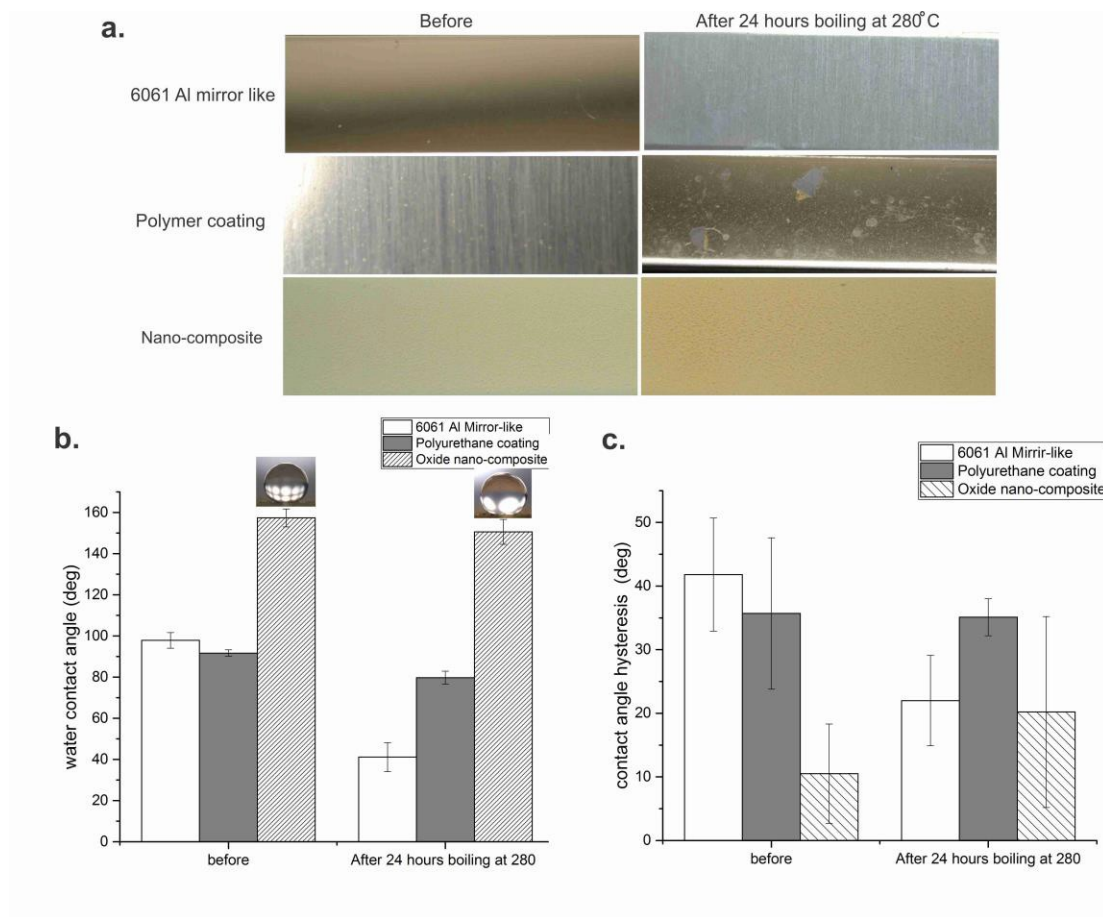 a.
Before
After 24 hours boiling at 280°C
6061 Al mirror like
Polymer coating
Nano-composite
b.
6061 Al Mirror-like
Polyurethane coating
Oxide nano-composite
160
140
120
100
80
60
40
20
0
water contact angle (deg)
before
After 24 hours boiling at 280
c.
6061 Al Mirrir-like
Polyurethane coating
Oxide nano-composite
50
40
30
20
10
0
contact angle hysteresis (deg)
before
After 24 hours boiling at 280